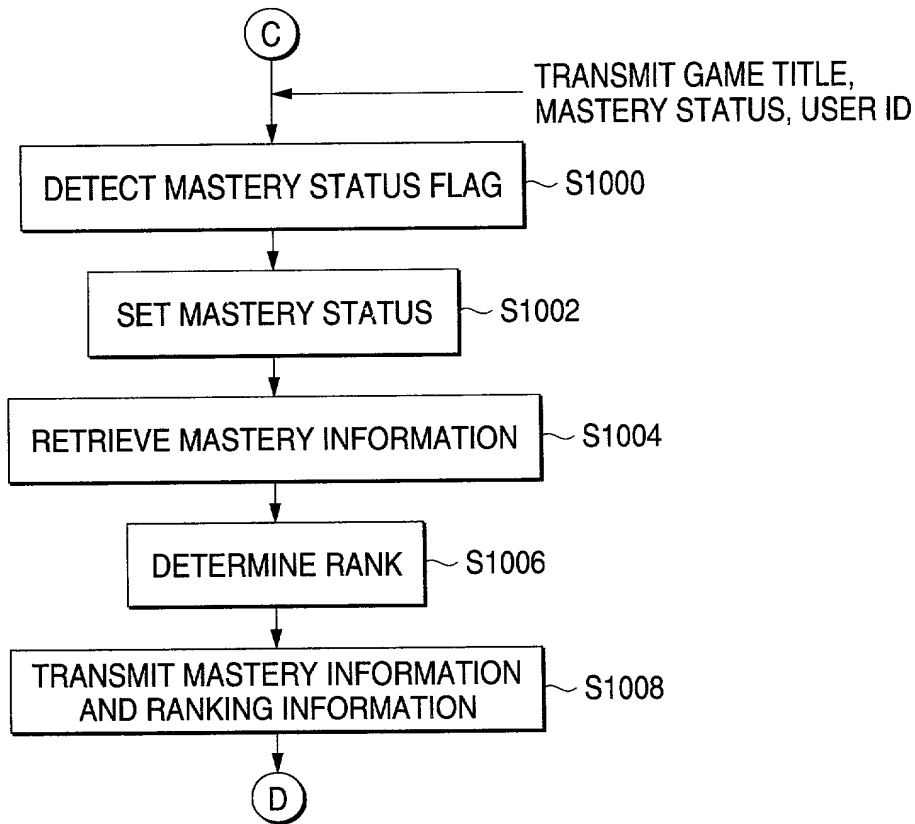 C
TRANSMIT GAME TITLE,
MASTERY STATUS, USER ID
DETECT MASTERY STATUS FLAG
S1000
SET MASTERY STATUS
S1002
RETRIEVE MASTERY INFORMATION
S1004
DETERMINE RANK
S1006
TRANSMIT MASTERY INFORMATION
AND RANKING INFORMATION
S1008
D